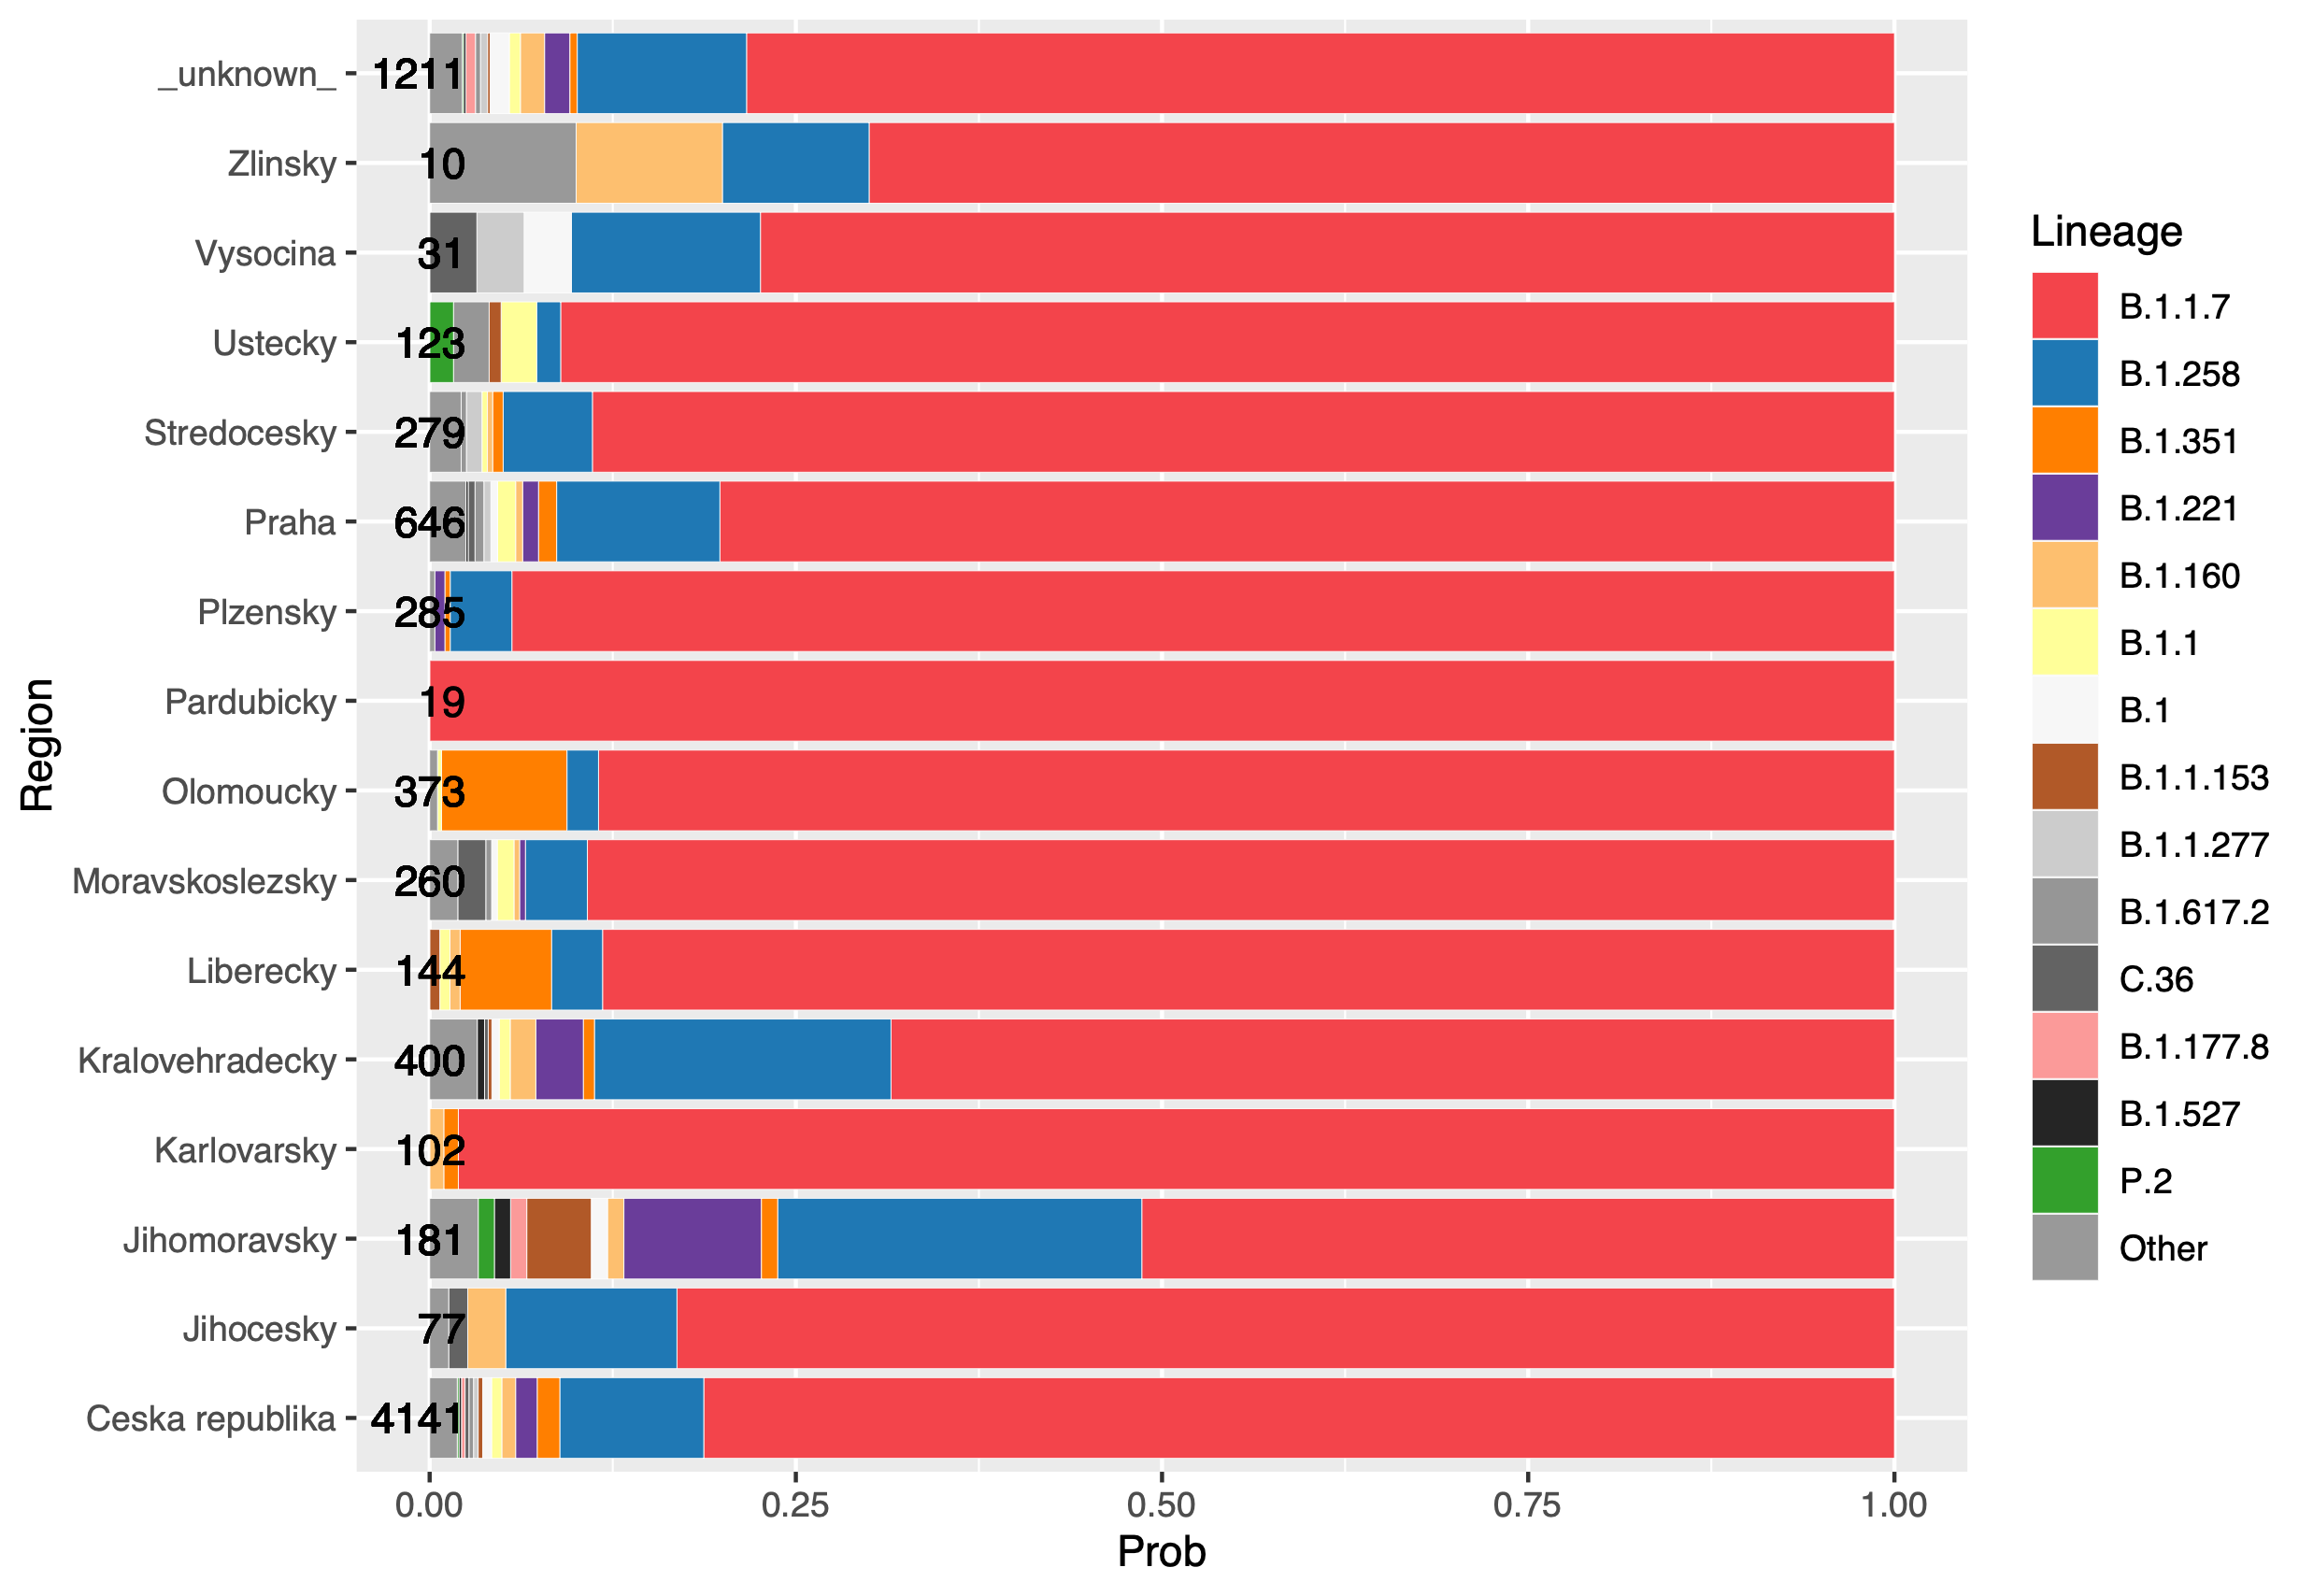 _unknown_ 1211
Zlinsky 10
Vysocina 31
Ustecky 123
Stredocesky 279
Praha 646
Plzensky 285
Pardubicky 19
Olomoucky 373
Moravskoslezsky 260
Liberecky 144
Kralovehradecky 400
Karlovarsky 102
Jihomoravsky 181
Jihocesky 77
Ceska republika 4141
Region
0.00 0.25 0.50 0.75 1.00
Prob
Lineage
B.1.1.7
B.1.258
B.1.351
B.1.221
B.1.160
B.1.1
B.1
B.1.1.153
B.1.1.277
B.1.617.2
C.36
B.1.177.8
B.1.527
P.2
Other